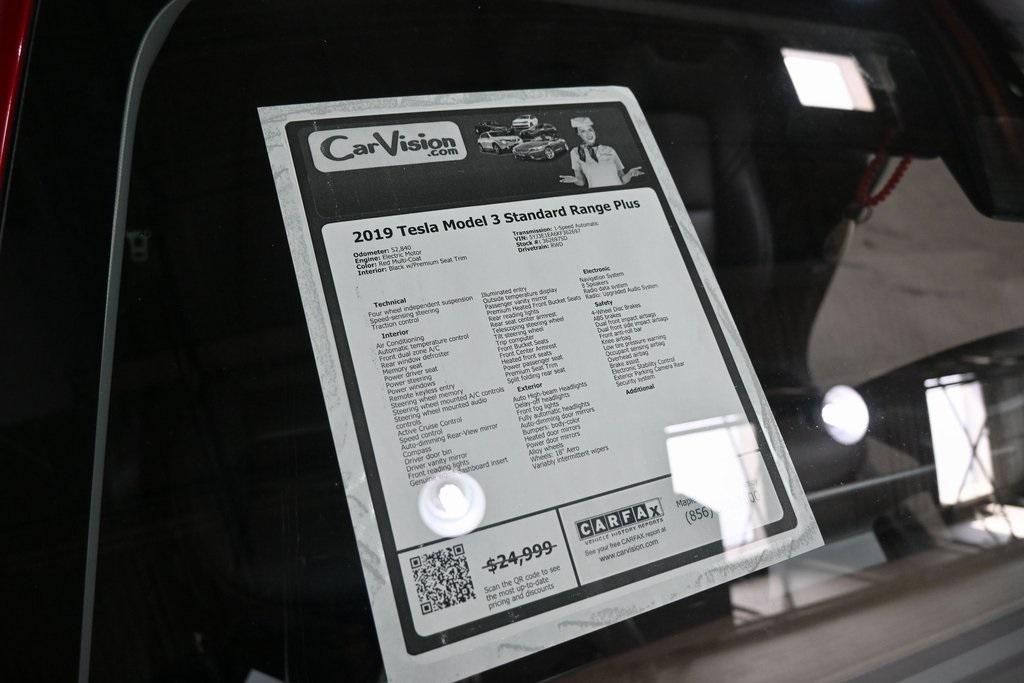 CarVision
.com
2019 Tesla Model 3 Standard Range Plus
Odometer: 52,840
Engine: Electric Motor
Color: Red Multi-Coat
Interior: Black w/Premium Seat Trim
Transmission: 1-Speed Automatic
VIN: 5YJ3E1EA6KF362697
Stock #: 362697SD
Drivetrain: RWD
Technical
Four wheel independent suspension
Speed-sensing steering
Traction control
Interior
Air Conditioning
Automatic temperature control
Front dual zone A/C
Rear window defroster
Memory seat
Power driver seat
Power steering
Power windows
Remote keyless entry
Steering wheel memory
Steering wheel mounted A/C controls
Steering wheel mounted audio
controls
Active Cruise Control
Speed control
Auto-dimming Rear-View mirror
Compass
Driver door bin
Driver vanity mirror
Front reading lights
Genuine dashboard insert
Illuminated entry
Outside temperature display
Passenger vanity mirror
Premium Heated Front Bucket Seats
Rear reading lights
Rear seat center armrest
Telescoping steering wheel
Tilt steering wheel
Trip computer
Front Bucket Seats
Front Center Armrest
Heated front seats
Power passenger seat
Premium Seat Trim
Split folding rear seat
Exterior
Auto High-beam Headlights
Delay-off headlights
Front fog lights
Fully automatic headlights
Auto-dimming door mirrors
Bumpers: body-color
Heated door mirrors
Power door mirrors
Alloy wheels
Wheels: 18" Aero
Variably intermittent wipers
Electronic
Navigation System
8 Speakers
Radio data system
Radio: Upgraded Audio System
Safety
4-Wheel Disc Brakes
ABS brakes
Dual front impact airbags
Dual front side impact airbags
Front anti-roll bar
Knee airbag
Low tire pressure warning
Occupant sensing airbag
Overhead airbag
Brake assist
Electronic Stability Control
Exterior Parking Camera Rear
Security system
Additional
$24,999
Scan the QR code to see
the most up-to-date
pricing and discounts
CARFAX
VEHICLE HISTORY REPORTS
See your free CARFAX report at
www.carvision.com
(856)